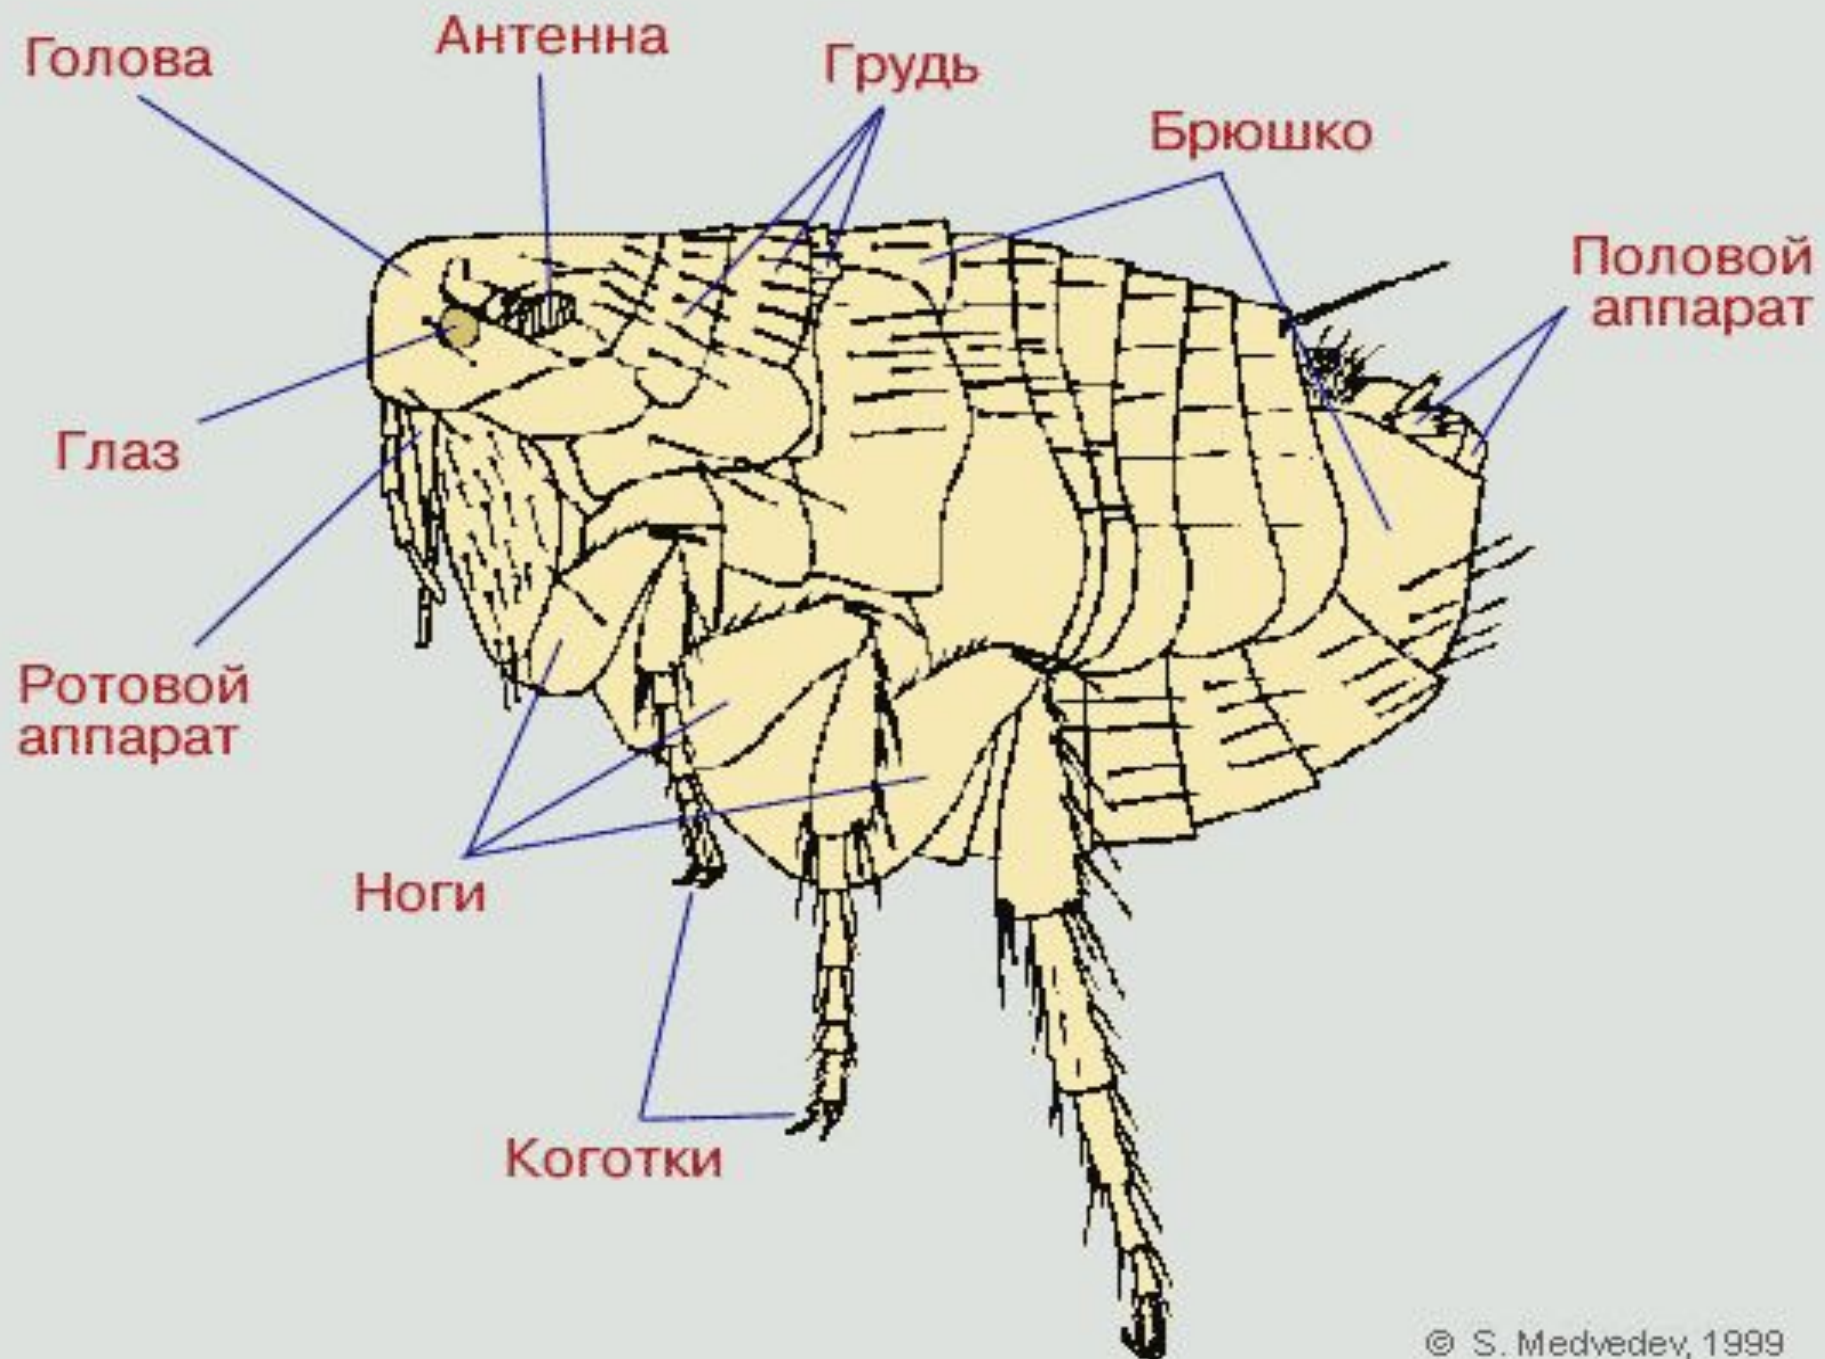 Голова
Антенна
Грудь
Брюшко
Половой
аппарат
Глаз
Ротовой
аппарат
Ноги
Коготки
© S. Medvedev, 1999